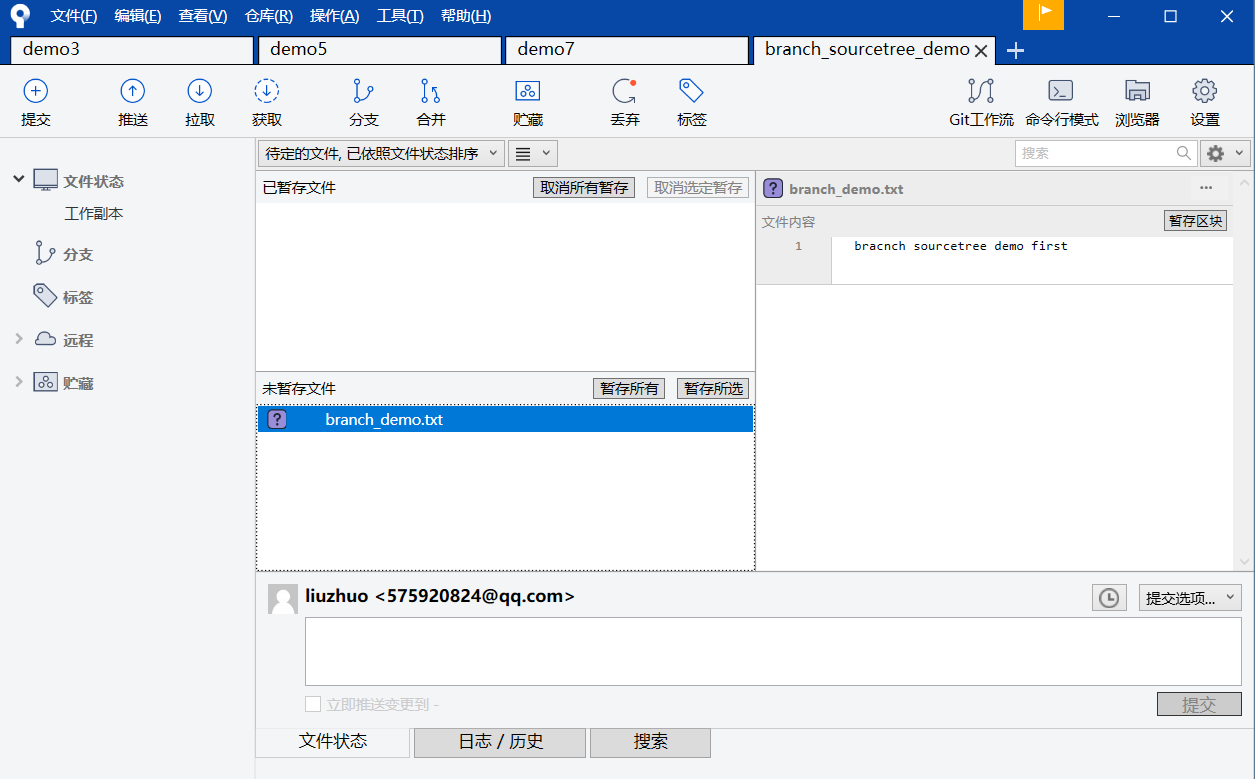 文件(F) 编辑(E) 查看(V) 仓库(R) 操作(A) 工具(T) 帮助(H)
demo3 demo5 demo7 branch_sourcetree_demo
提交 推送 拉取 获取 分支 合并 贮藏 丢弃 标签 Git工作流 命令行模式 浏览器 设置
待定的文件, 已依照文件状态排序 搜索
文件状态
工作副本
分支
标签
远程
贮藏
已暂存文件 取消所有暂存 取消选定暂存
未暂存文件 暂存所有 暂存所选
? branch_demo.txt
? branch_demo.txt ...
文件内容 暂存区块
1 bracnch sourcetree demo first
liuzhuo <575920824@qq.com> 提交选项...
立即推送变更到 - 提交
文件状态 日志 / 历史 搜索